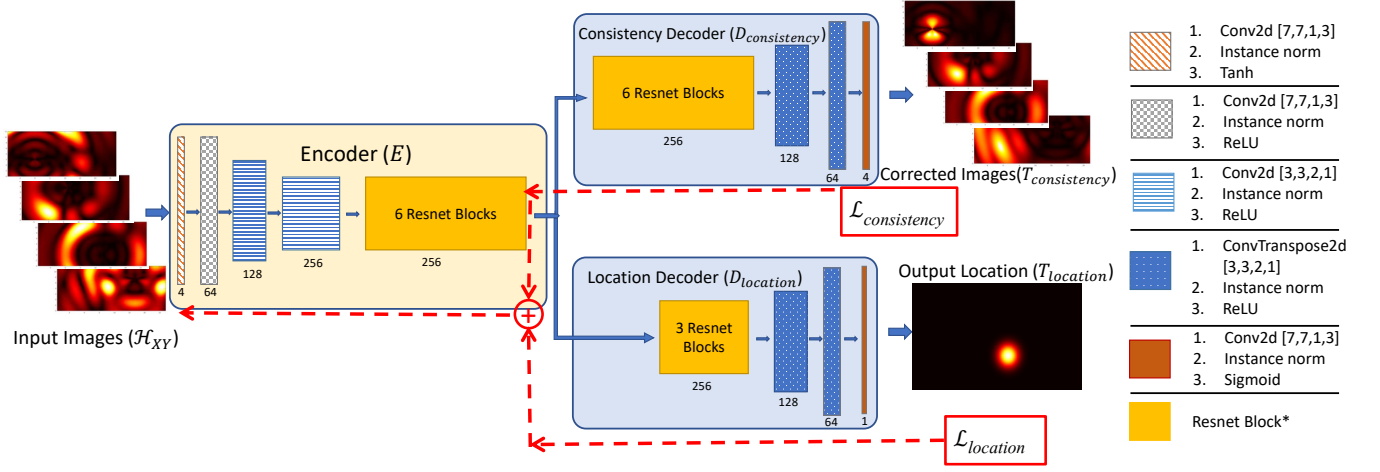 Input Images (ℋ_XY)
Encoder (E)
4
64
128
256
6 Resnet Blocks
256
Consistency Decoder (D_consistency)
6 Resnet Blocks
256
128
64
4
Corrected Images(T_consistency)
ℒ_consistency
+
Location Decoder (D_location)
3 Resnet
Blocks
256
128
64
1
Output Location (T_location)
ℒ_location
1. Conv2d [7,7,1,3]
2. Instance norm
3. Tanh
1. Conv2d [7,7,1,3]
2. Instance norm
3. ReLU
1. Conv2d [3,3,2,1]
2. Instance norm
3. ReLU
1. ConvTranspose2d
[3,3,2,1]
2. Instance norm
3. ReLU
1. Conv2d [7,7,1,3]
2. Instance norm
3. Sigmoid
Resnet Block*